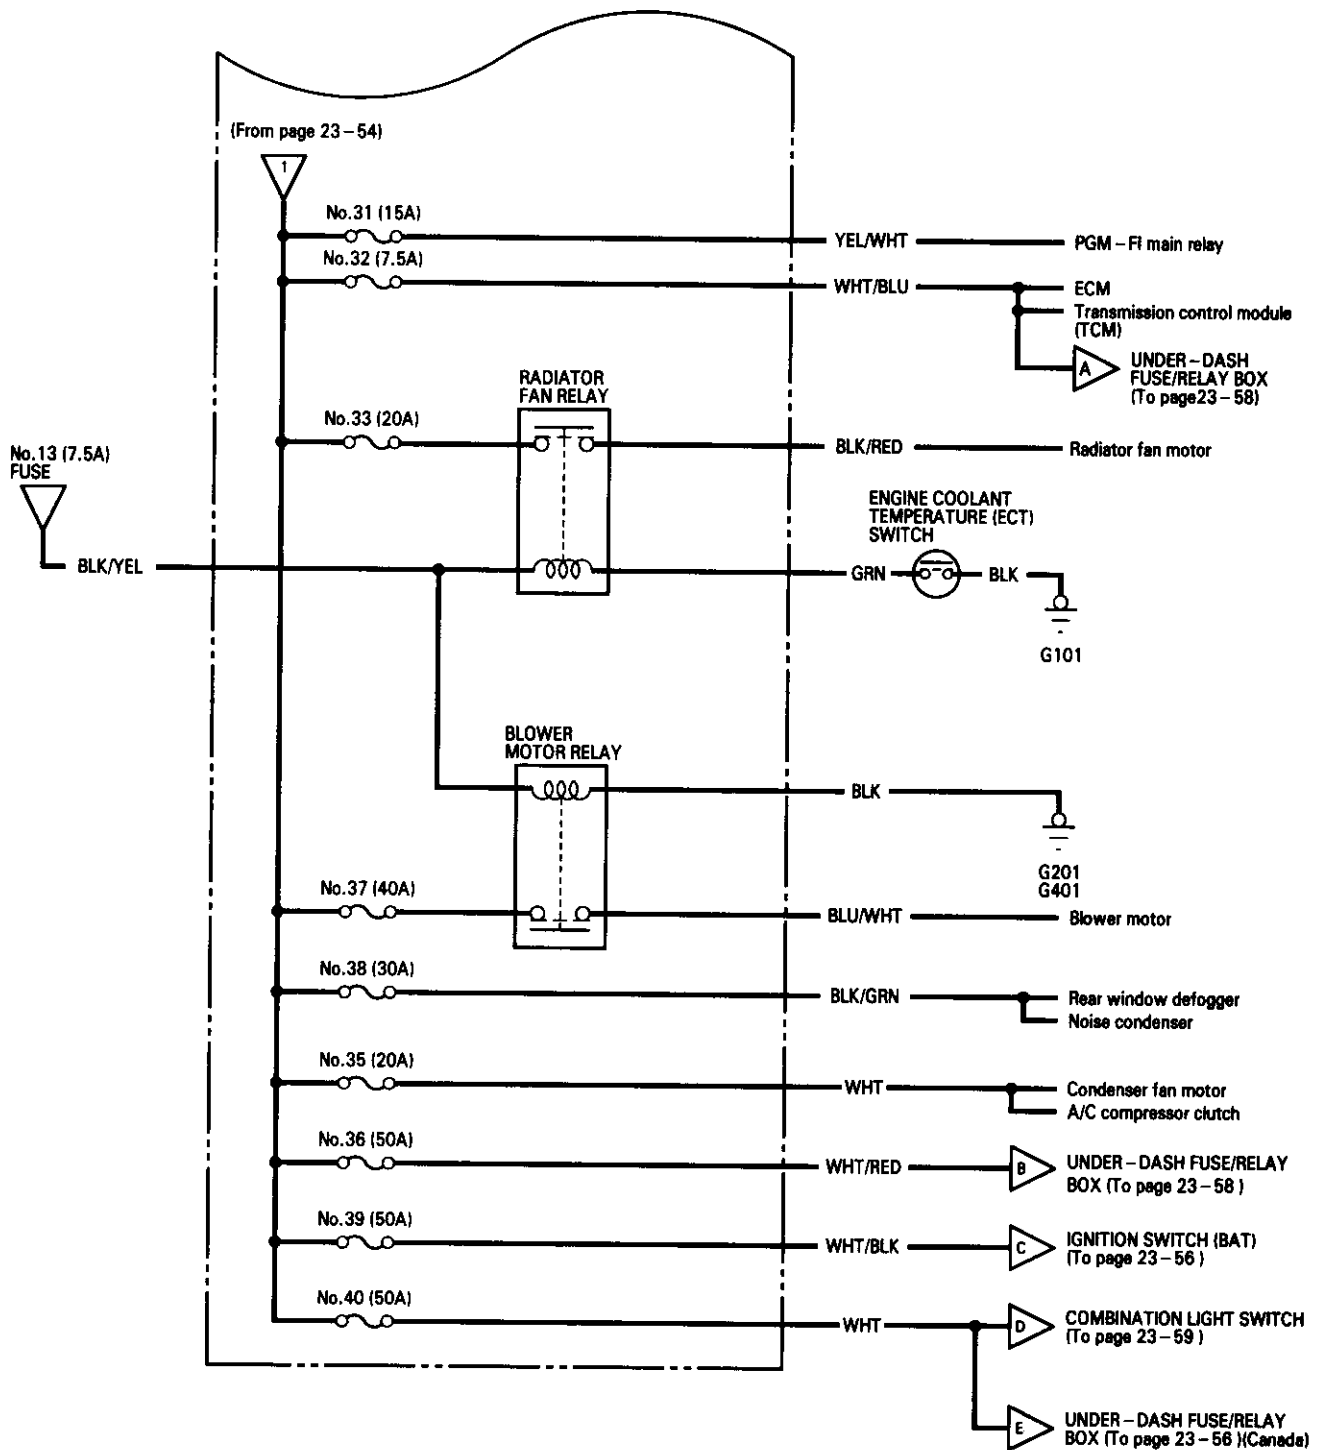 (From page 23-54)
1
No.31 (15A)
YEL/WHT
PGM-FI main relay
No.32 (7.5A)
WHT/BLU
ECM
Transmission control module
(TCM)
A
UNDER-DASH
FUSE/RELAY BOX
(To page23-58)
RADIATOR
FAN RELAY
No.33 (20A)
BLK/RED
Radiator fan motor
No.13 (7.5A)
FUSE
ENGINE COOLANT
TEMPERATURE (ECT)
SWITCH
BLK/YEL
GRN
BLK
G101
BLOWER
MOTOR RELAY
BLK
G201
G401
No.37 (40A)
BLU/WHT
Blower motor
No.38 (30A)
BLK/GRN
Rear window defogger
Noise condenser
No.35 (20A)
WHT
Condenser fan motor
A/C compressor clutch
No.36 (50A)
WHT/RED
B
UNDER-DASH FUSE/RELAY
BOX (To page 23-58 )
No.39 (50A)
WHT/BLK
C
IGNITION SWITCH (BAT)
(To page 23-56 )
No.40 (50A)
WHT
D
COMBINATION LIGHT SWITCH
(To page 23-59 )
E
UNDER-DASH FUSE/RELAY
BOX (To page 23-56 )(Canada)